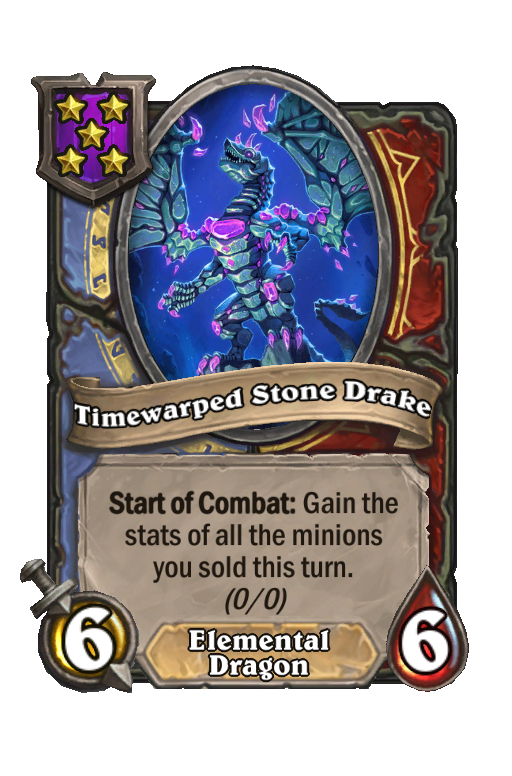 Timewarped Stone Drake
Start of Combat: Gain the
stats of all the minions
you sold this turn.
(0/0)
6
Elemental
Dragon
6